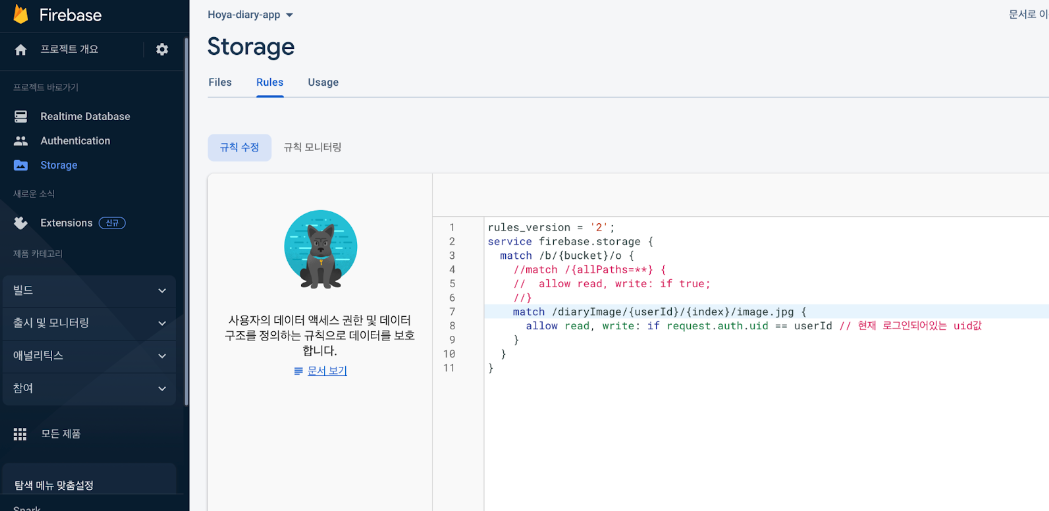 Firebase
Hoya-diary-app
문서로 이
프로젝트 개요
Storage
Files Rules Usage
프로젝트 바로가기
Realtime Database
Authentication
Storage
새로운 소식
Extensions 신규
제품 카테고리
빌드
출시 및 모니터링
애널리틱스
참여
모든 제품
탐색 메뉴 맞춤설정
Spark
규칙 수정 규칙 모니터링
사용자의 데이터 액세스 권한 및 데이터
구조를 정의하는 규칙으로 데이터를 보호
합니다.
문서 보기
1 rules_version = '2';
2 service firebase.storage {
3 match /b/{bucket}/o {
4 //match /{allPaths=**} {
5 // allow read, write: if true;
6 //}
7 match /diaryImage/{userId}/{index}/image.jpg {
8 allow read, write: if request.auth.uid == userId // 현재 로그인되어있는 uid값
9 }
10 }
11 }